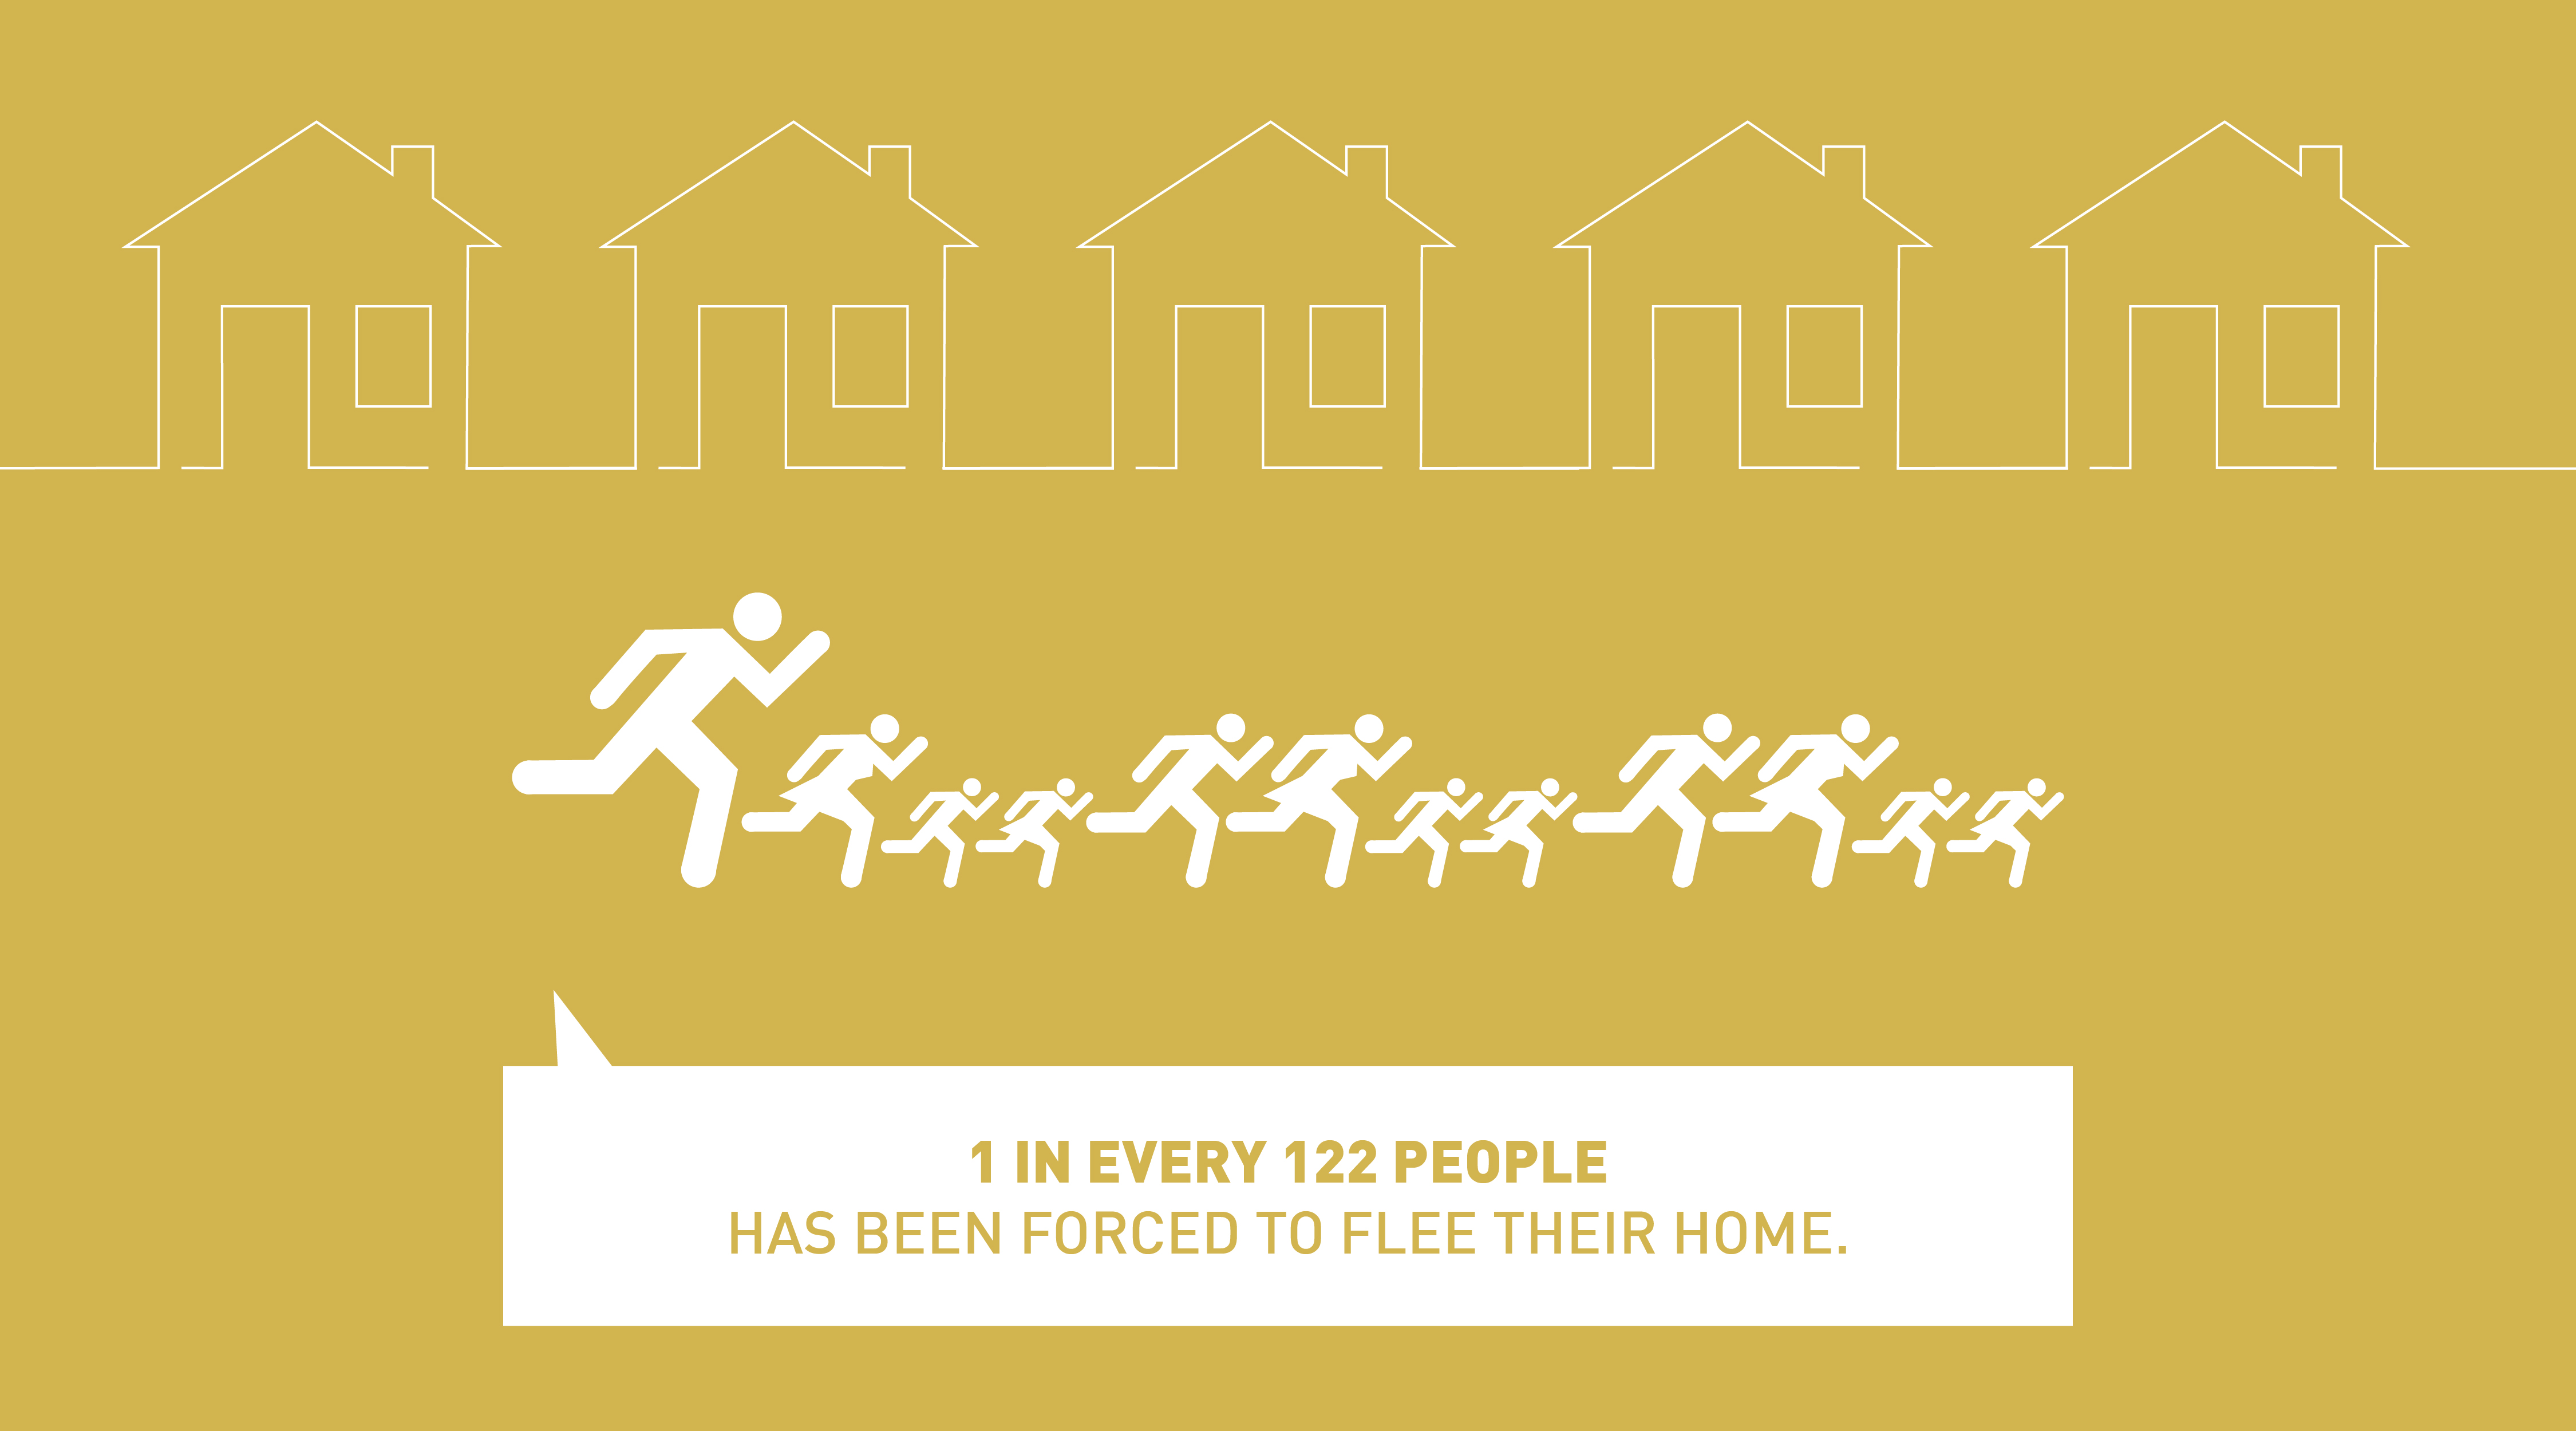 1 IN EVERY 122 PEOPLE
HAS BEEN FORCED TO FLEE THEIR HOME.